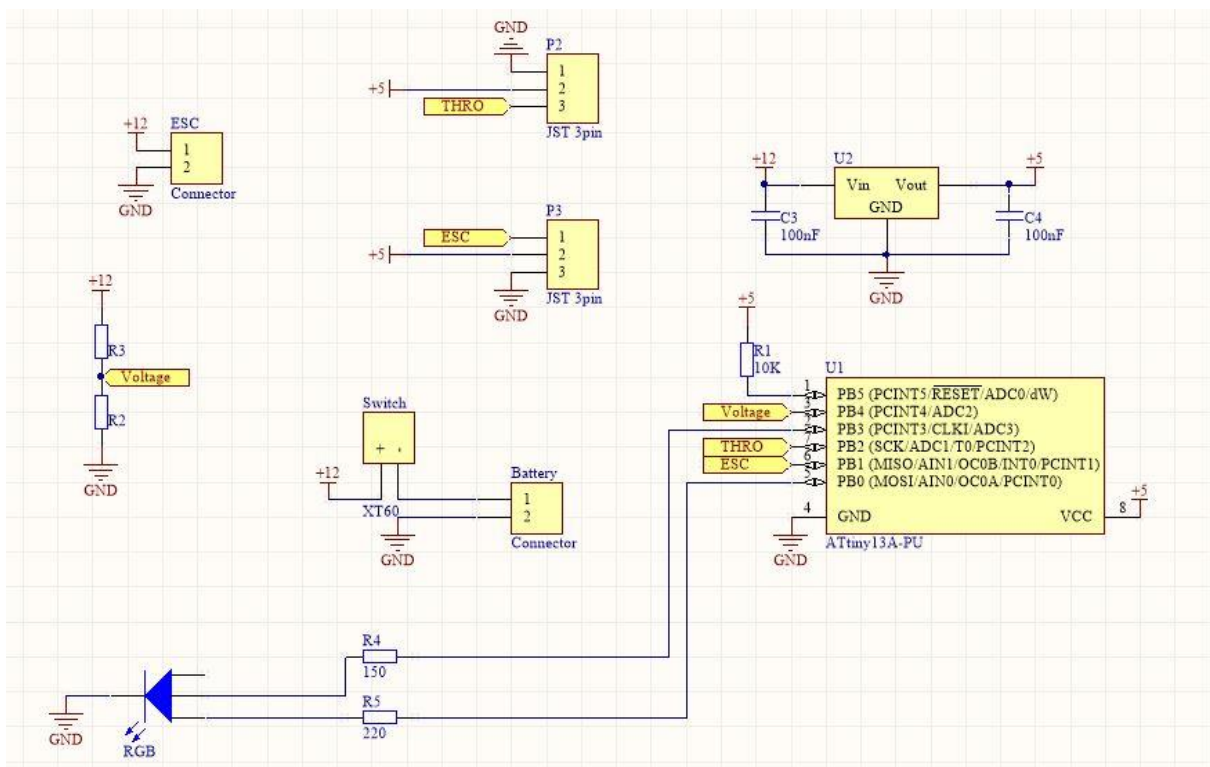 GND
P2
1
+5
2
THRO
3
JST 3pin
+12
ESC
1
2
Connector
GND
+12
U2
+5
Vin Vout
GND
C3
100nF
C4
100nF
GND
P3
ESC
1
+5
2
3
JST 3pin
GND
+12
R3
Voltage
R2
GND
+5
R1
10K
U1
1 PB5 (PCINT5/RESET/ADC0/dW)
Voltage 3 PB4 (PCINT4/ADC2)
2 PB3 (PCINT3/CLKI/ADC3)
THRO 7 PB2 (SCK/ADC1/T0/PCINT2)
ESC 6 PB1 (MISO/AIN1/OC0B/INT0/PCINT1)
5 PB0 (MOSI/AIN0/OC0A/PCINT0)
4 GND VCC 8 +5
GND
ATtiny13A-PU
Switch
+ -
+12
XT60
Battery
1
2
Connector
GND
R4
150
R5
220
GND
RGB